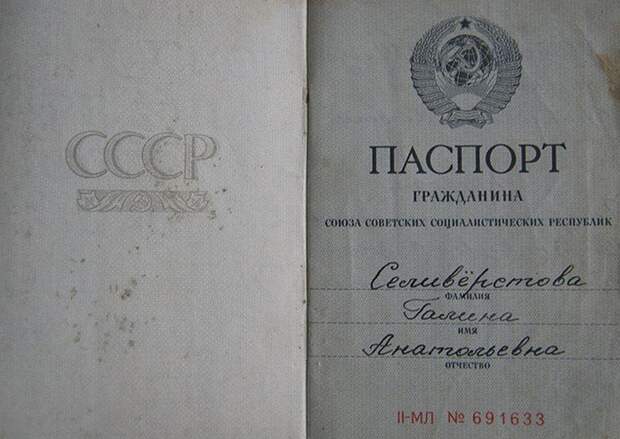 СССР
ПАСПОРТ
ГРАЖДАНИНА
СОЮЗА СОВЕТСКИХ СОЦИАЛИСТИЧЕСКИХ РЕСПУБЛИК
Селивёрстова
ФАМИЛИЯ
Галина
ИМЯ
Анатольевна
ОТЧЕСТВО
II-МЛ № 691633